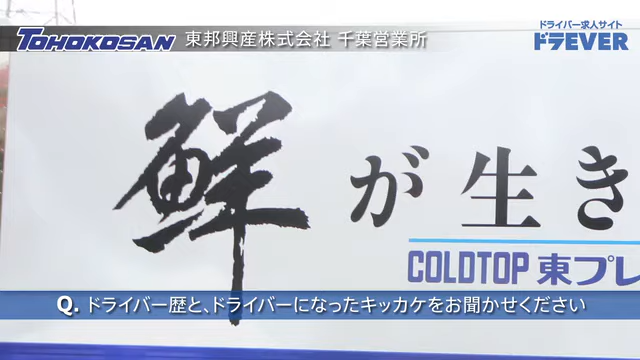 TOHOKOSAN 東邦興産株式会社 千葉営業所
ドライバー求人サイト
ドラEVER
鮮が生き
COLDTOP 東プレ
Q. ドライバー歴と、ドライバーになったキッカケをお聞かせください